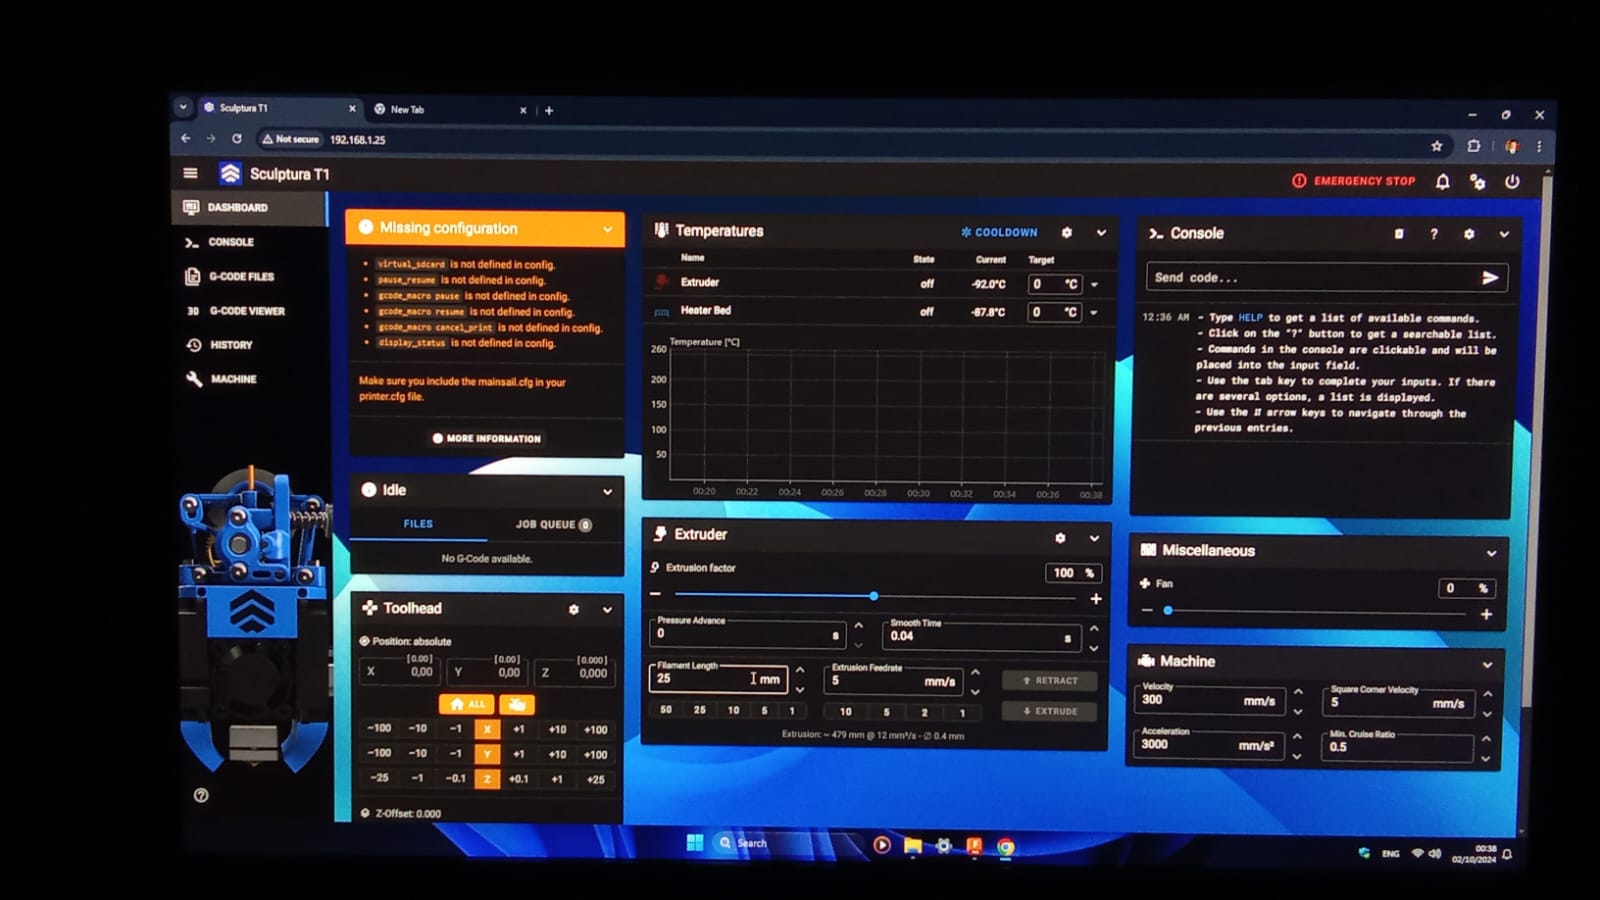 Sculptura T1
New Tab
Not secure
192.168.1.25
Sculptura T1
EMERGENCY STOP
DASHBOARD
CONSOLE
G-CODE FILES
3D G-CODE VIEWER
HISTORY
MACHINE
Missing configuration
virtual_sdcard is not defined in config.
pause_resume is not defined in config.
gcode_macro pause is not defined in config.
gcode_macro resume is not defined in config.
gcode_macro cancel_print is not defined in config.
display_status is not defined in config.
Make sure you include the mainsail.cfg in your
printer.cfg file.
MORE INFORMATION
Idle
FILES JOB QUEUE 0
No G-Code available.
Toolhead
Position: absolute
[0.00] [0.00] [0.000]
X 0,00 Y 0,00 Z 0,000
ALL
-100 -10 -1 X +1 +10 +100
-100 -10 -1 Y +1 +10 +100
-25 -1 -0.1 Z +0.1 +1 +25
Z-Offset: 0.000
Temperatures
COOLDOWN
Name State Current Target
Extruder off -92.0°C 0 °C
Heater Bed off -87.8°C 0 °C
Temperature [°C]
260
200
150
100
50
00:20 00:22 00:24 00:26 00:28 00:30 00:32 00:34 00:36 00:38
Extruder
Extrusion factor
100 %
Pressure Advance
0 s
Smooth Time
0.04 s
Filament Length
25 mm
Extrusion Feedrate
5 mm/s
RETRACT
50 25 10 5 1
10 5 2 1
EXTRUDE
Extrusion: ~ 479 mm @ 12 mm³/s - ∅ 0.4 mm
Console
Send code...
12:36 AM - Type HELP to get a list of available commands.
- Click on the "?" button to get a searchable list.
- Commands in the console are clickable and will be
placed into the input field.
- Use the tab key to complete your inputs. If there
are several options, a list is displayed.
- Use the ⇅ arrow keys to navigate through the
previous entries.
Miscellaneous
Fan
0 %
Machine
Velocity
300 mm/s
Square Corner Velocity
5 mm/s
Acceleration
3000 mm/s²
Min. Cruise Ratio
0.5
Search
ENG
00:38
02/10/2024